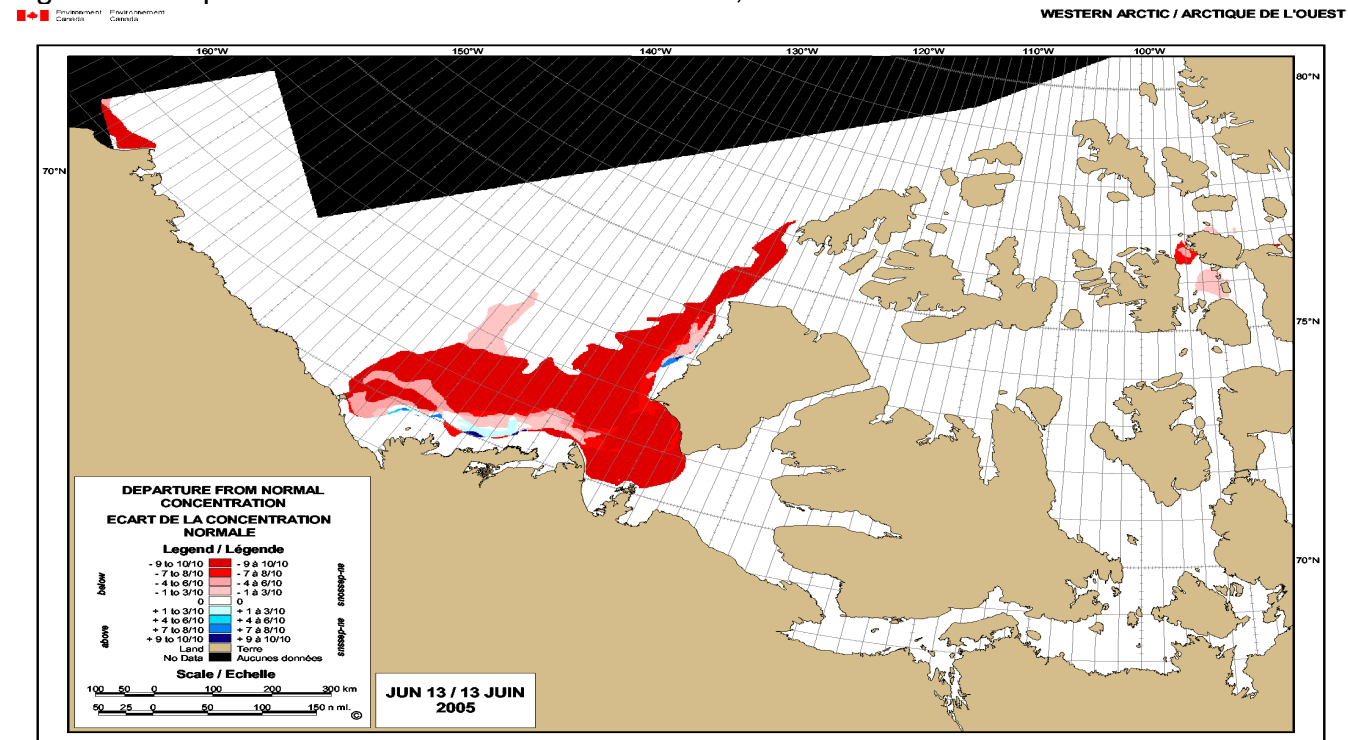 Environment Environnement
Canada Canada
WESTERN ARCTIC / ARCTIQUE DE L'OUEST
160°W 150°W 140°W 130°W 120°W 110°W 100°W
80°N
70°N
75°N
70°N
DEPARTURE FROM NORMAL
CONCENTRATION
ECART DE LA CONCENTRATION
NORMALE
Legend / Légende
- 9 to 10/10 - 9 à 10/10
- 7 to 8/10 - 7 à 8/10
- 4 to 6/10 - 4 à 6/10
- 1 to 3/10 - 1 à 3/10
0 0
+ 1 to 3/10 + 1 à 3/10
+ 4 to 6/10 + 4 à 6/10
+ 7 to 8/10 + 7 à 8/10
+ 9 to 10/10 + 9 à 10/10
Land Terre
No Data Aucunes données
below
above
au-dessous
au-dessus
Scale / Echelle
100 50 0 100 200 300 km
50 25 0 50 100 150 n mi.
©
JUN 13 / 13 JUIN
2005